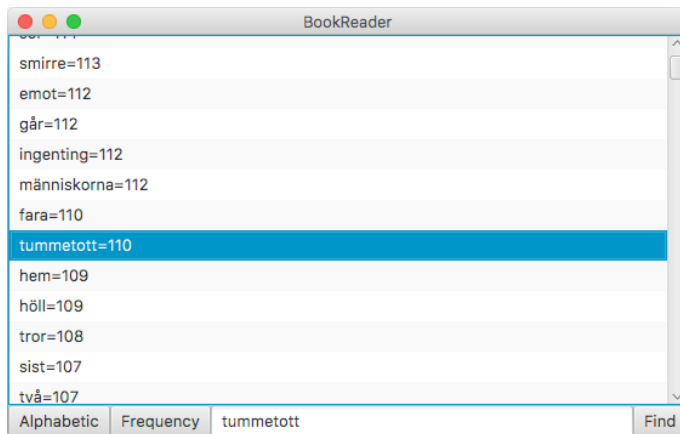 BookReader
smirre=113
emot=112
går=112
ingenting=112
människorna=112
fara=110
tummetott=110
hem=109
höll=109
tror=108
sist=107
två=107
Alphabetic Frequency tummetott Find